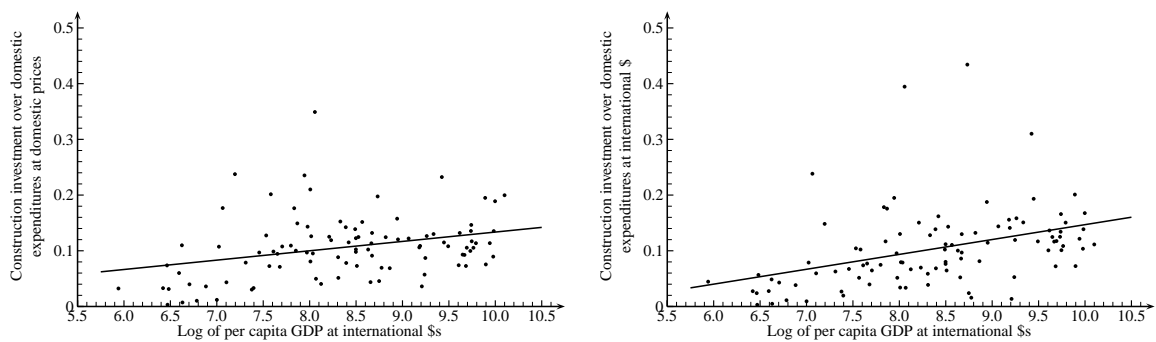 Construction investment over domestic
expenditures at domestic prices
0.5
0.4
0.3
0.2
0.1
0
5.5 6.0 6.5 7.0 7.5 8.0 8.5 9.0 9.5 10.0 10.5
Log of per capita GDP at international $s
Construction investment over domestic
expenditures at international $
0.5
0.4
0.3
0.2
0.1
0
5.5 6.0 6.5 7.0 7.5 8.0 8.5 9.0 9.5 10.0 10.5
Log of per capita GDP at international $s